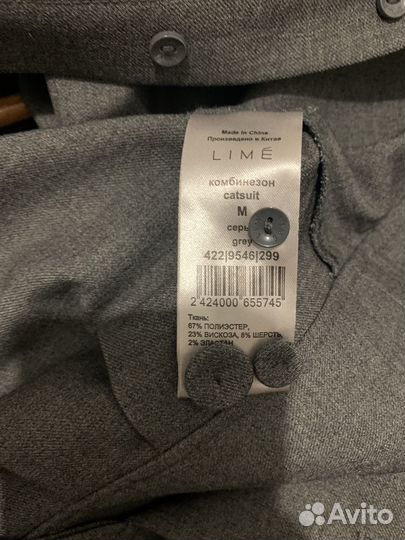 Made in China
Произведено в Китае
LIMÉ
комбинезон
catsuit
M
grey
422|9546|299
2 424000 655745
Ткань:
67% ПОЛИЭСТЕР,
23% ВИСКОЗА, 8% ШЕРСТЬ,
2% ЭЛАСТАН
Avito